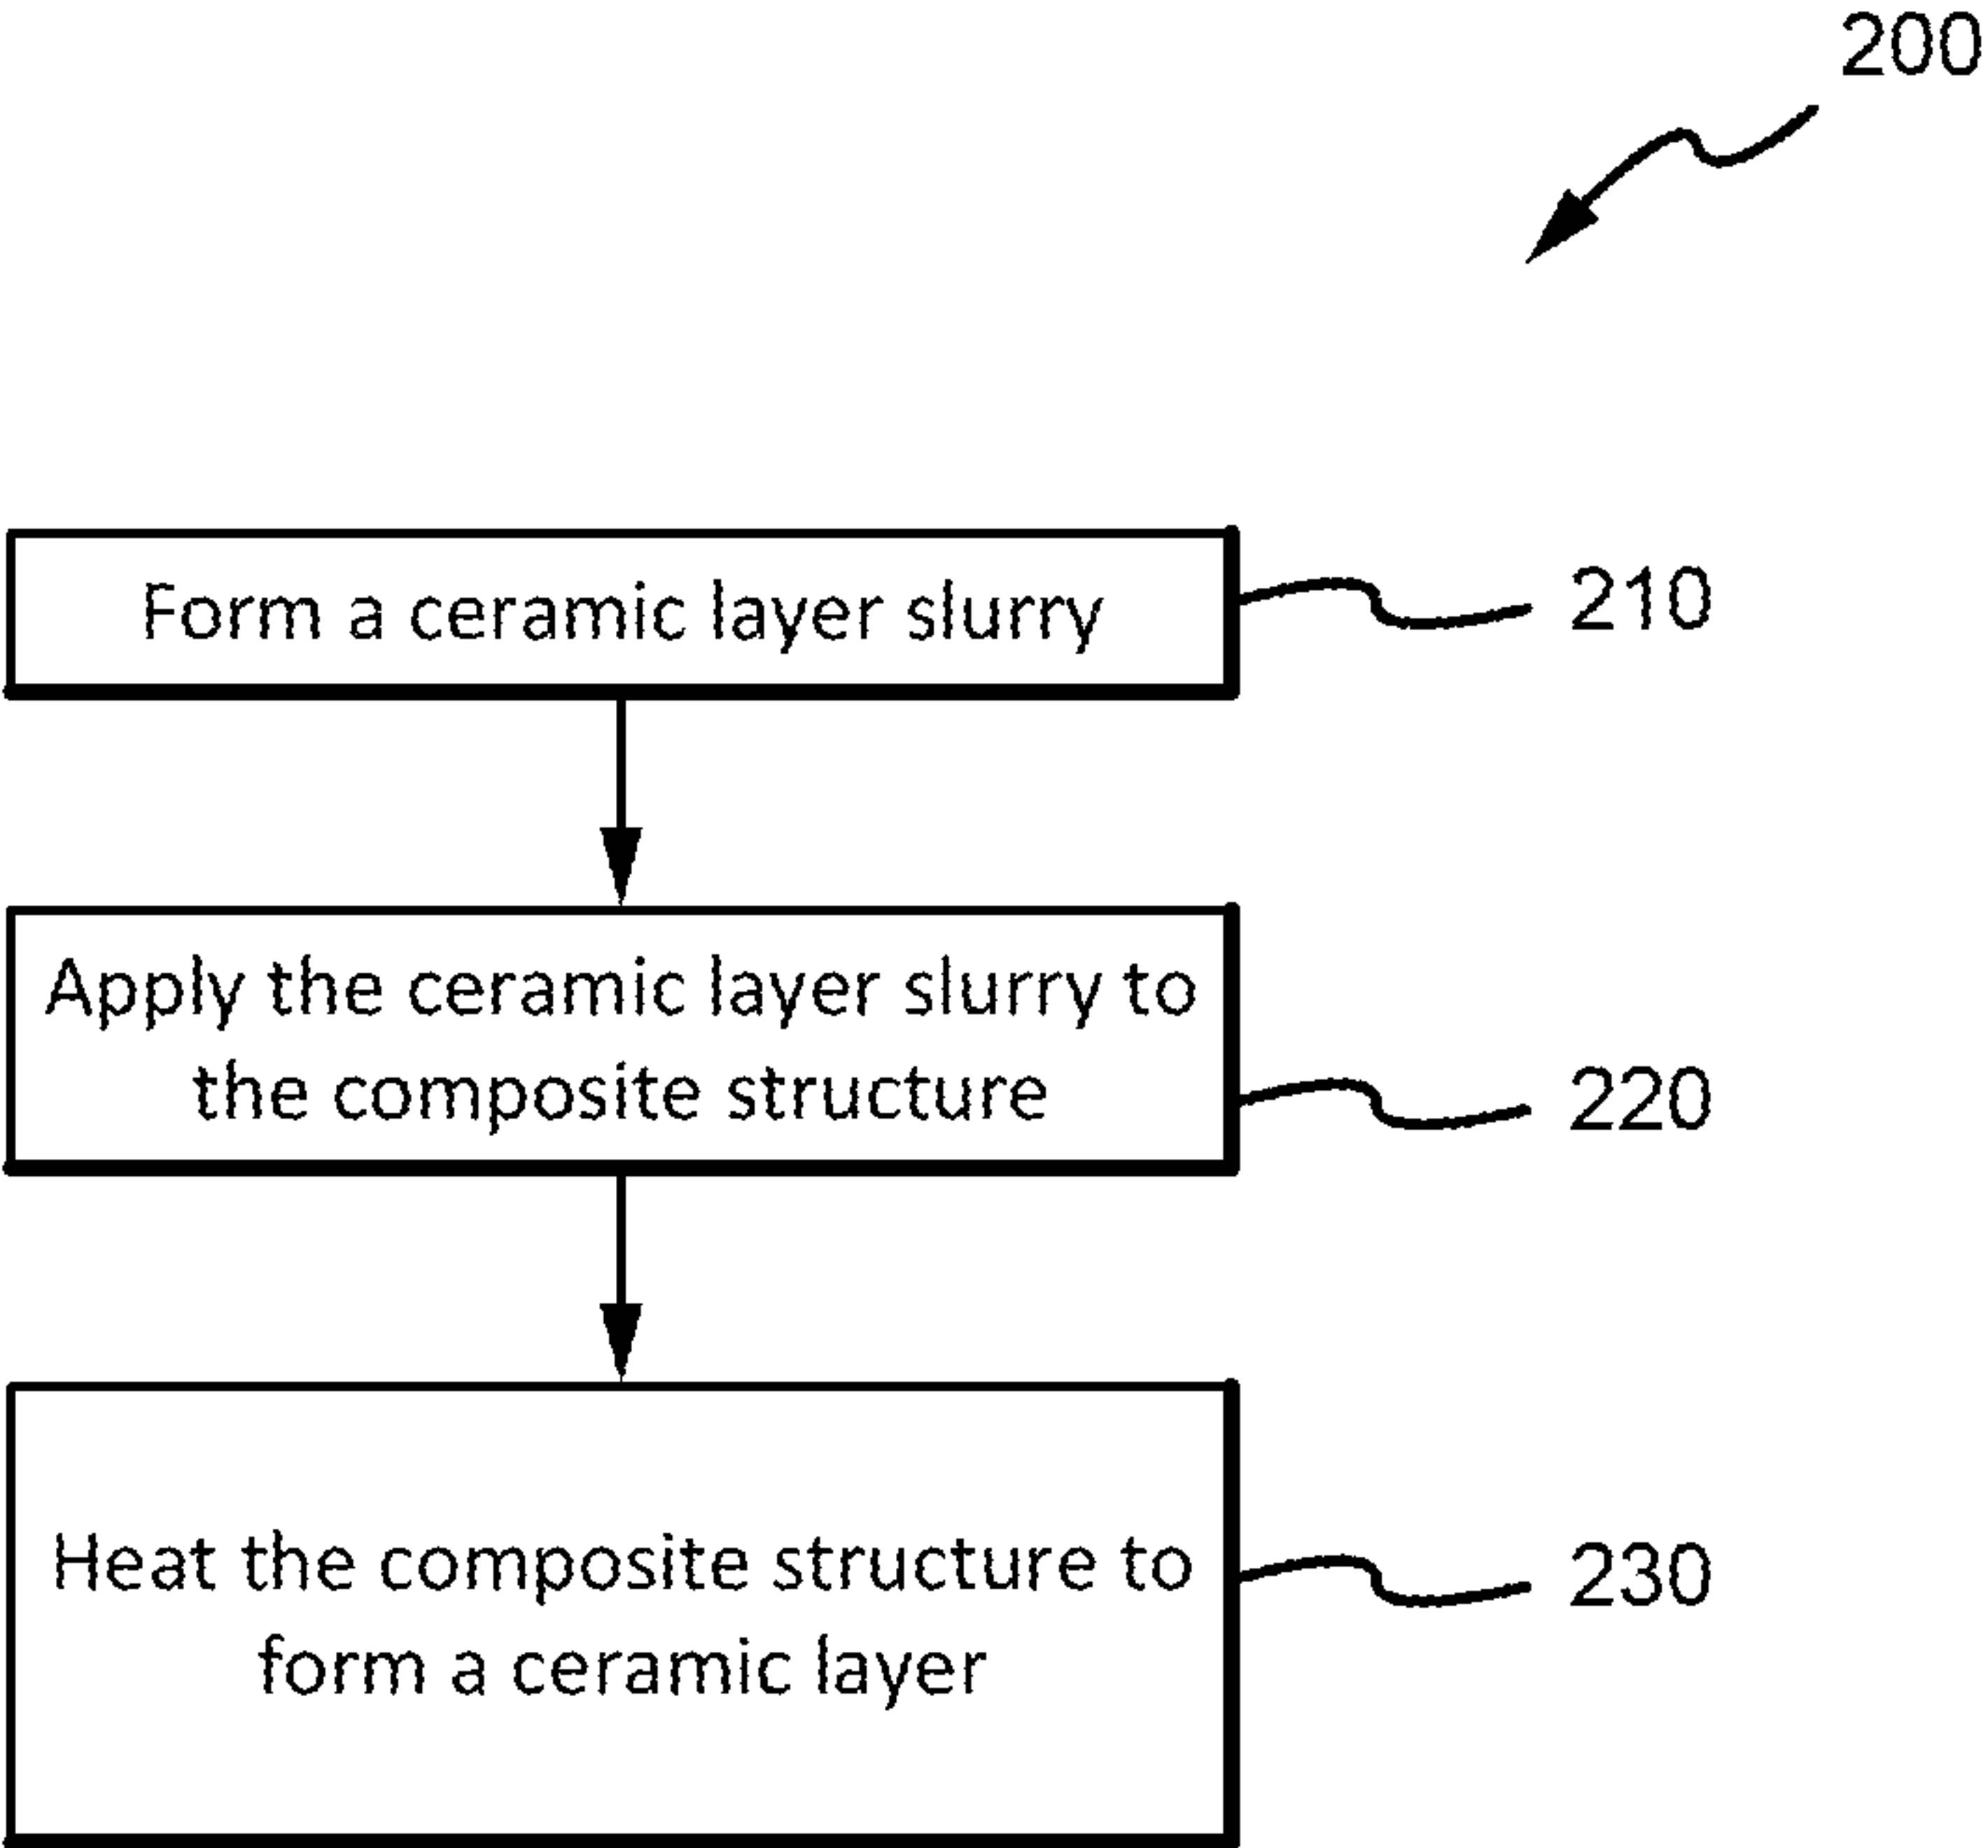 200
Form a ceramic layer slurry
210
Apply the ceramic layer slurry to
the composite structure
220
Heat the composite structure to
form a ceramic layer
230